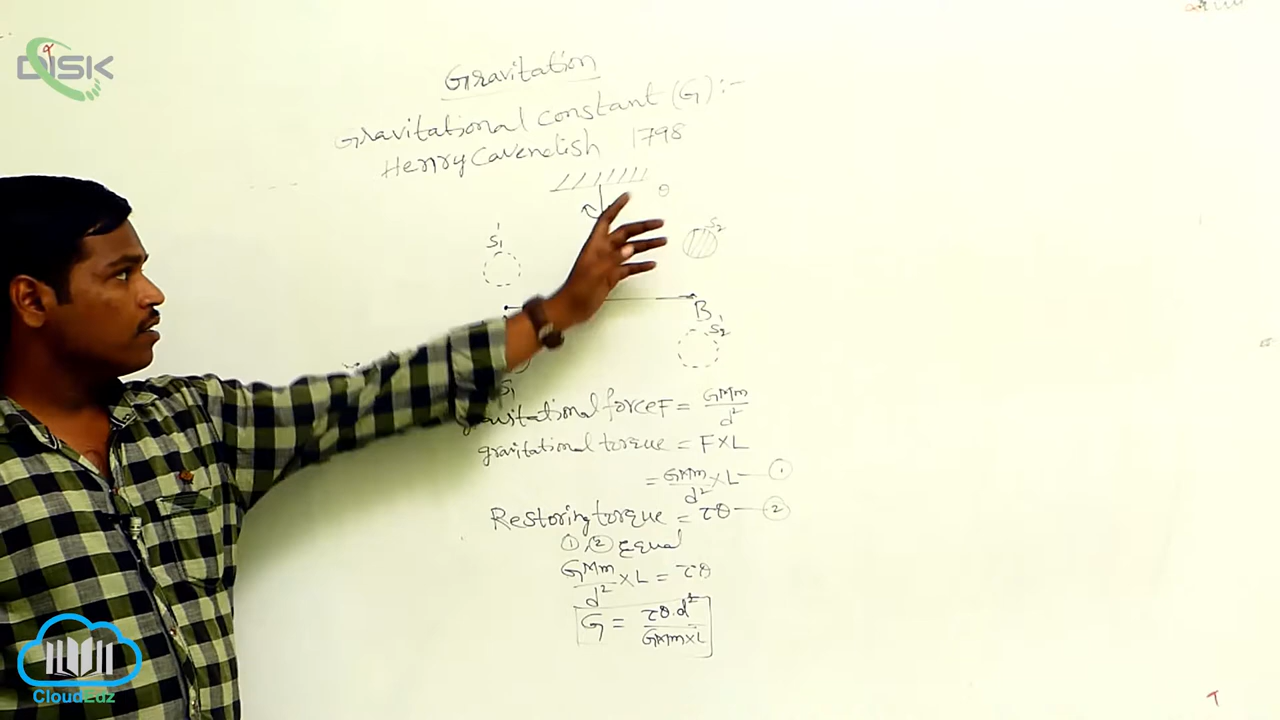 DISK
Gravitation
Gravitational constant (G) :-
Henry Cavendish 1798
θ
S₁'
S₂
B
S₂'
S₁
gravitational force F = GMm/d²
gravitational torque = F×L
= GMm/d² ×L — ①
Restoring torque = τθ — ②
① , ② Equal
GMm/d² ×L = τθ
G = τθ.d²/GMm×L
CloudEdz
T